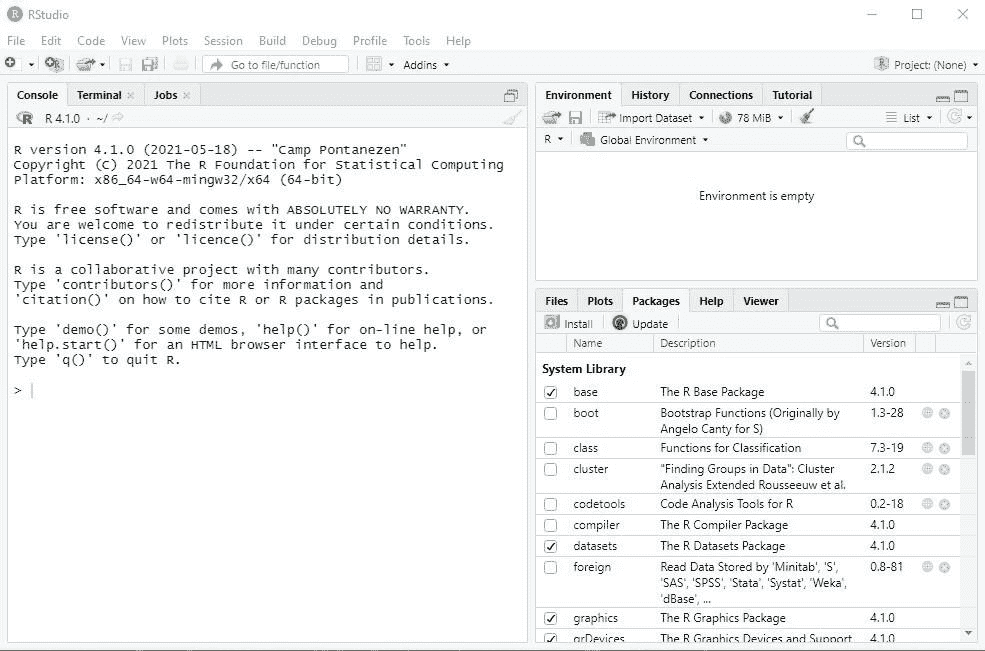 RStudio
File Edit Code View Plots Session Build Debug Profile Tools Help
Go to file/function Addins Project: (None)
Console Terminal Jobs
R 4.1.0 · ~/
R version 4.1.0 (2021-05-18) -- "Camp Pontanezen"
Copyright (C) 2021 The R Foundation for Statistical Computing
Platform: x86_64-w64-mingw32/x64 (64-bit)
R is free software and comes with ABSOLUTELY NO WARRANTY.
You are welcome to redistribute it under certain conditions.
Type 'license()' or 'licence()' for distribution details.
R is a collaborative project with many contributors.
Type 'contributors()' for more information and
'citation()' on how to cite R or R packages in publications.
Type 'demo()' for some demos, 'help()' for on-line help, or
'help.start()' for an HTML browser interface to help.
Type 'q()' to quit R.
>
Environment History Connections Tutorial
Import Dataset 78 MiB List
R Global Environment
Environment is empty
Files Plots Packages Help Viewer
Install Update
Name Description Version
System Library
base The R Base Package 4.1.0
boot Bootstrap Functions (Originally by 1.3-28
Angelo Canty for S)
class Functions for Classification 7.3-19
cluster "Finding Groups in Data": Cluster 2.1.2
Analysis Extended Rousseeuw et al.
codetools Code Analysis Tools for R 0.2-18
compiler The R Compiler Package 4.1.0
datasets The R Datasets Package 4.1.0
foreign Read Data Stored by 'Minitab', 'S', 0.8-81
'SAS', 'SPSS', 'Stata', 'Systat', 'Weka',
'dBase', ...
graphics The R Graphics Package 4.1.0
grDevices The R Graphics Devices and Support 4.1.0